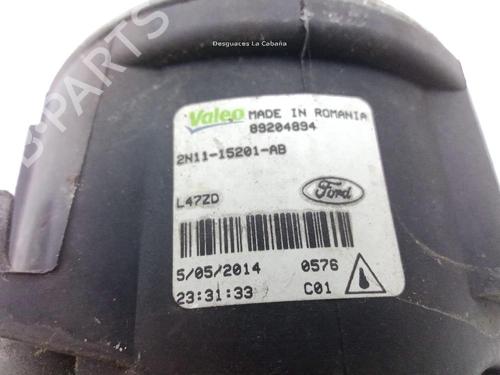 Desguaces La Cabaña
Valeo MADE IN ROMANIA
89204894
2N11-15201-AB
L47ZD
Ford
5/05/2014 0576
23:31:33 C01